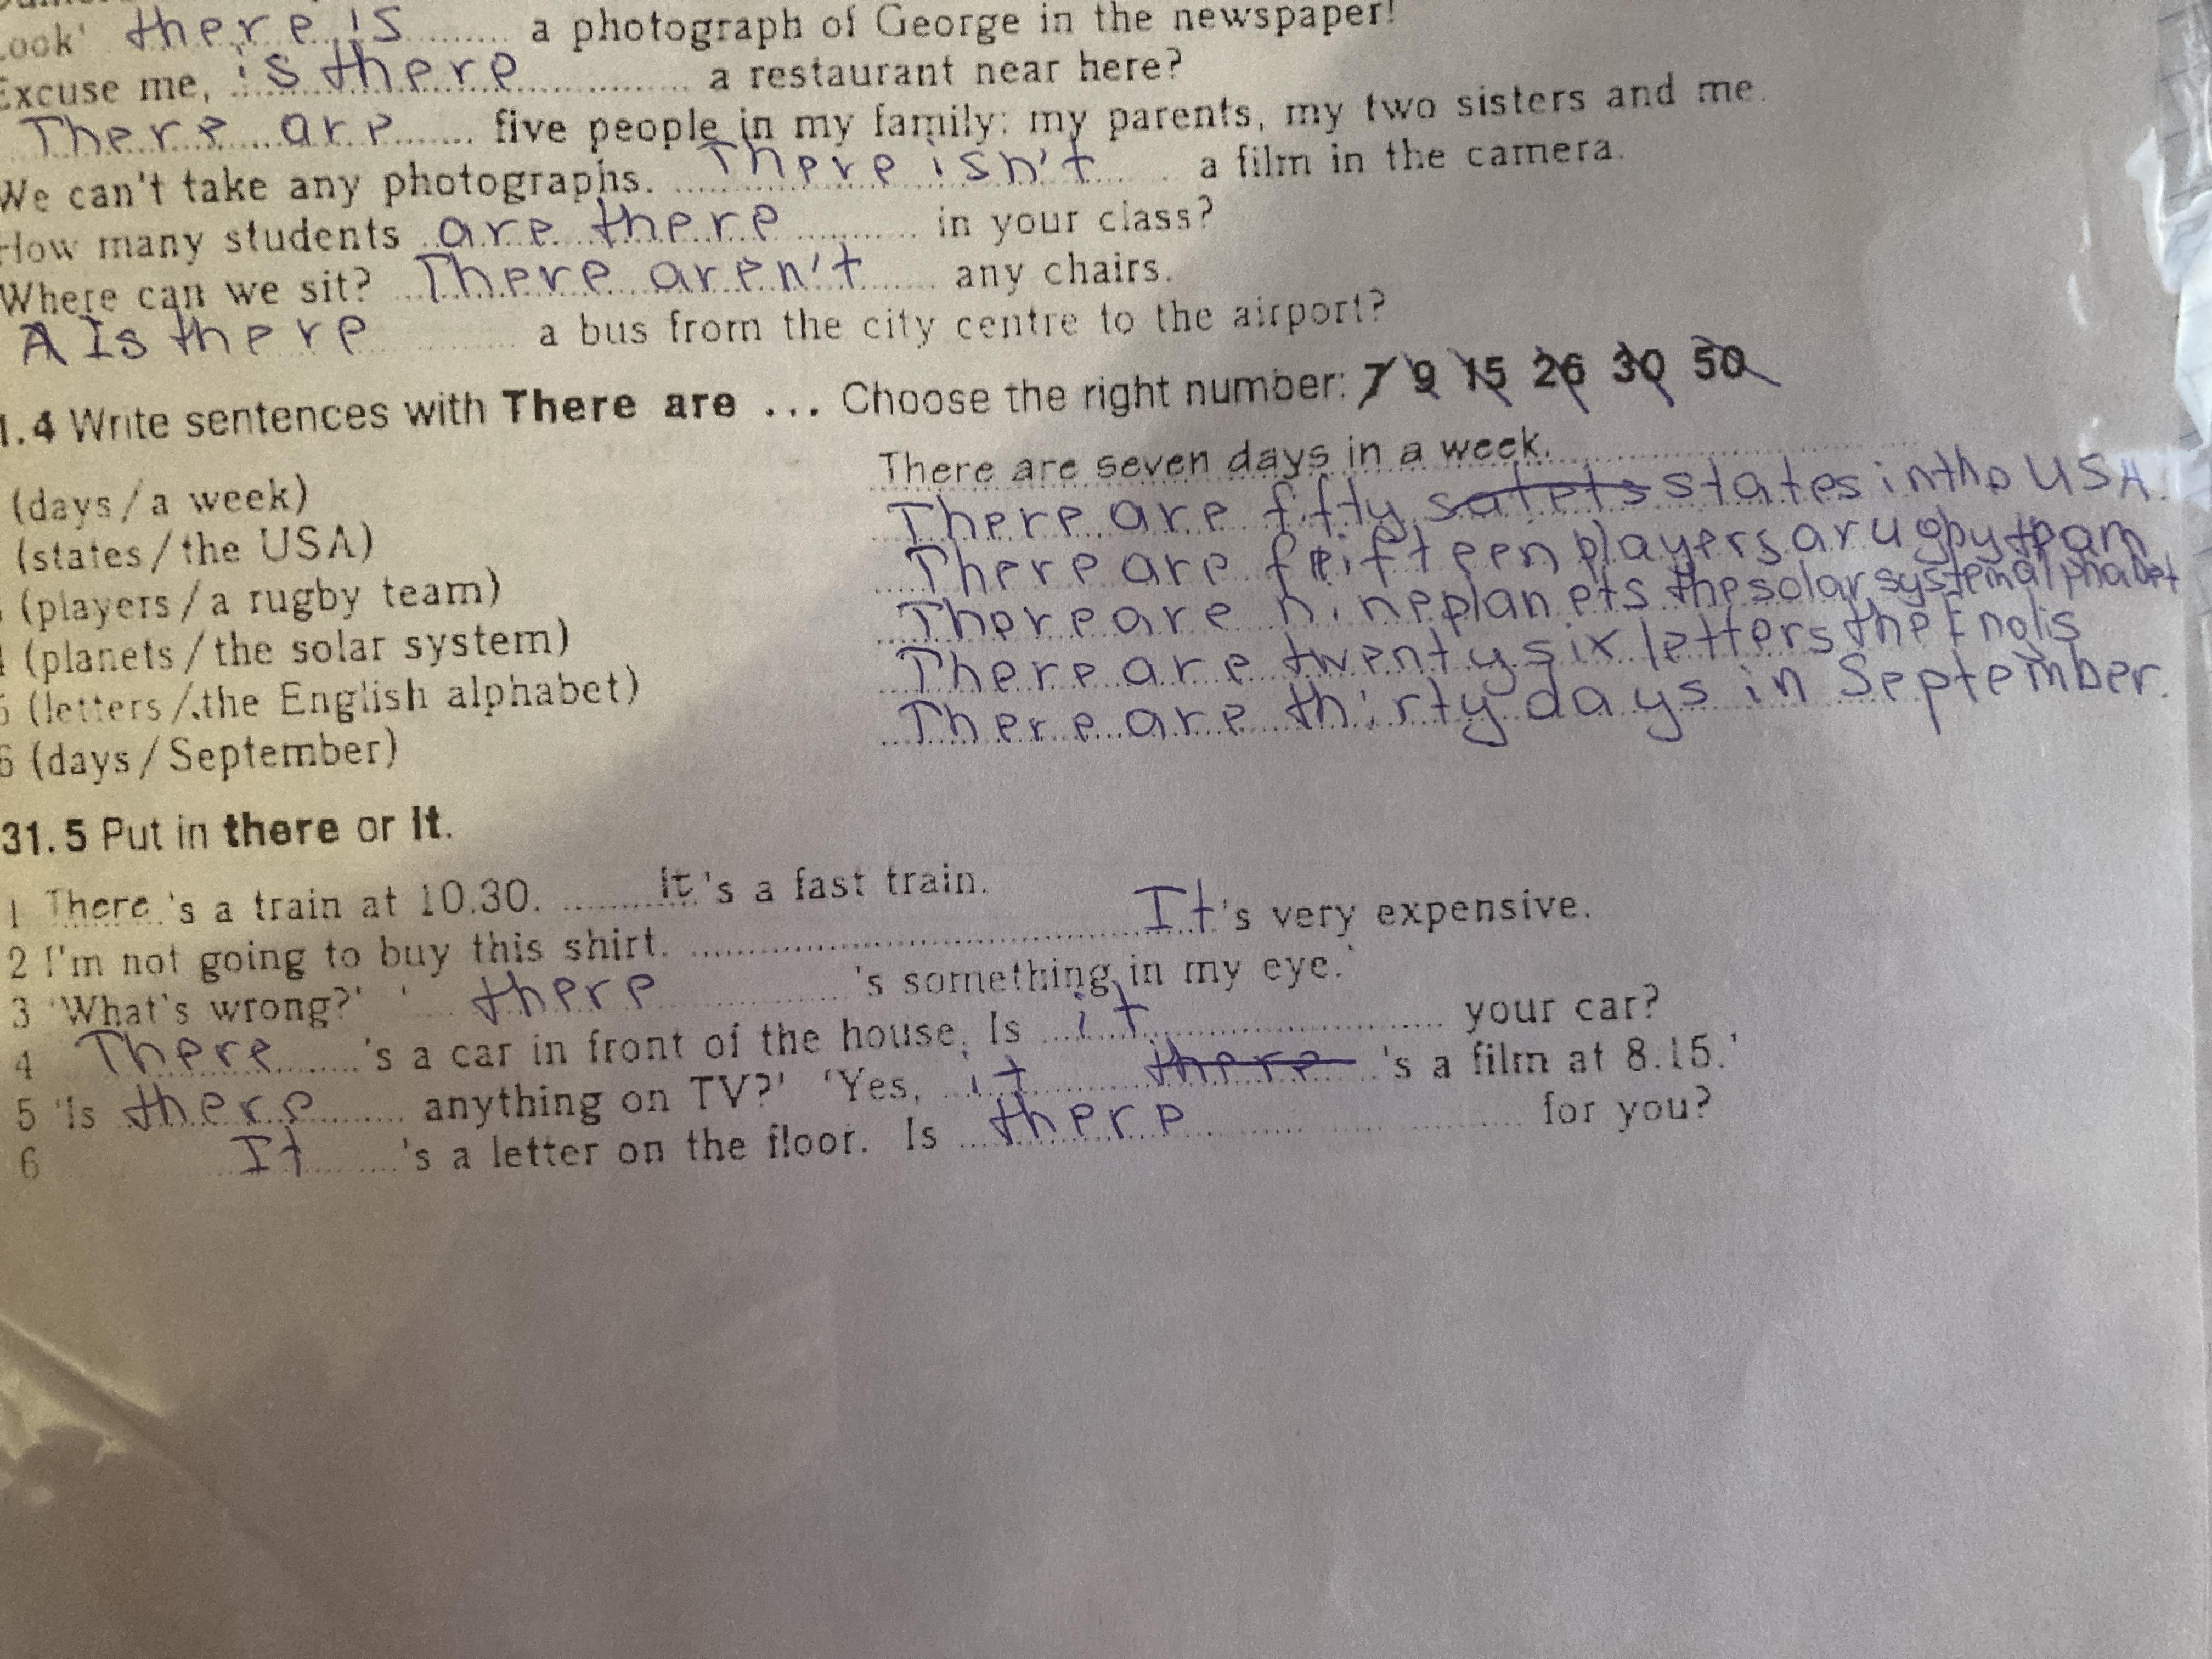 Look' there is ........ a photograph of George in the newspaper!
Excuse me, is there ........ a restaurant near here?
There are ...... five people in my family: my parents, my two sisters and me.
We can't take any photographs. There isn't ..... a film in the camera.
How many students are there ........ in your class?
Where can we sit? There aren't ...... any chairs.
Is there ........ a bus from the city centre to the airport?
1.4 Write sentences with There are ... Choose the right number: 7 9 15 26 30 50
(days/a week) There are seven days in a week.
(states/the USA) There are fifty satets states in the USA.
(players/a rugby team) There are fifteen players a rugby team
(planets/the solar system) There are nine planets the solar system
5 (letters/the English alphabet) There are twenty six letters the Englis alphabet
6 (days/September) There are thirty days in September.
31.5 Put in there or it.
1 There 's a train at 10.30. ........ It 's a fast train.
2 I'm not going to buy this shirt. ........ It 's very expensive.
3 'What's wrong?' ' there ........ 's something in my eye.'
4 There ...... 's a car in front of the house. Is it ........ your car?
5 'Is there ...... anything on TV?' 'Yes, it ........ there 's a film at 8.15.'
6 It ..... 's a letter on the floor. Is there ........ for you?